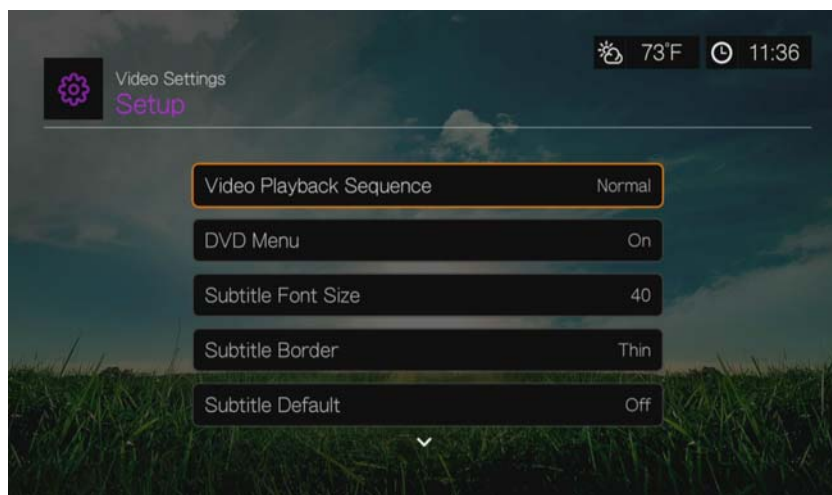 73°F 11:36
Video Settings
Setup
Video Playback Sequence Normal
DVD Menu On
Subtitle Font Size 40
Subtitle Border Thin
Subtitle Default Off